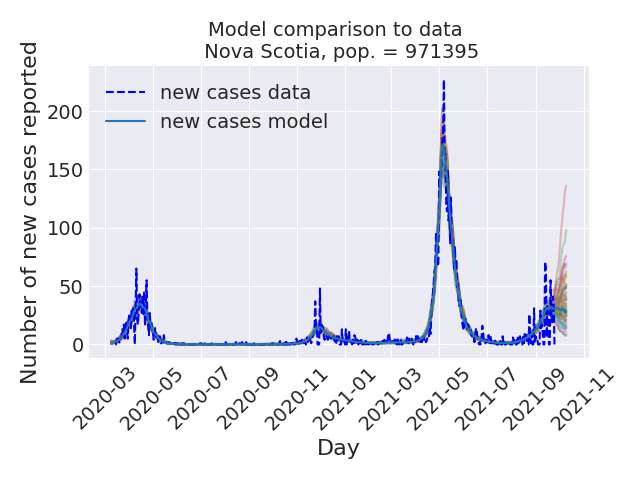 Model comparison to data
Nova Scotia, pop. = 971395
Number of new cases reported
200
150
100
50
0
new cases data
new cases model
2020-03
2020-05
2020-07
2020-09
2020-11
2021-01
2021-03
2021-05
2021-07
2021-09
2021-11
Day